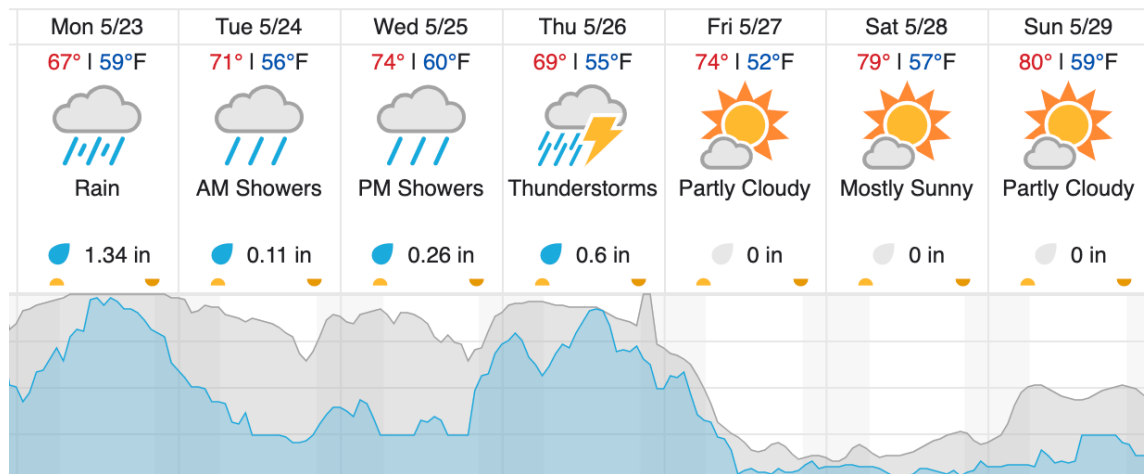 Mon 5/23 Tue 5/24 Wed 5/25 Thu 5/26 Fri 5/27 Sat 5/28 Sun 5/29
67° | 59°F 71° | 56°F 74° | 60°F 69° | 55°F 74° | 52°F 79° | 57°F 80° | 59°F
Rain AM Showers PM Showers Thunderstorms Partly Cloudy Mostly Sunny Partly Cloudy
1.34 in 0.11 in 0.26 in 0.6 in 0 in 0 in 0 in